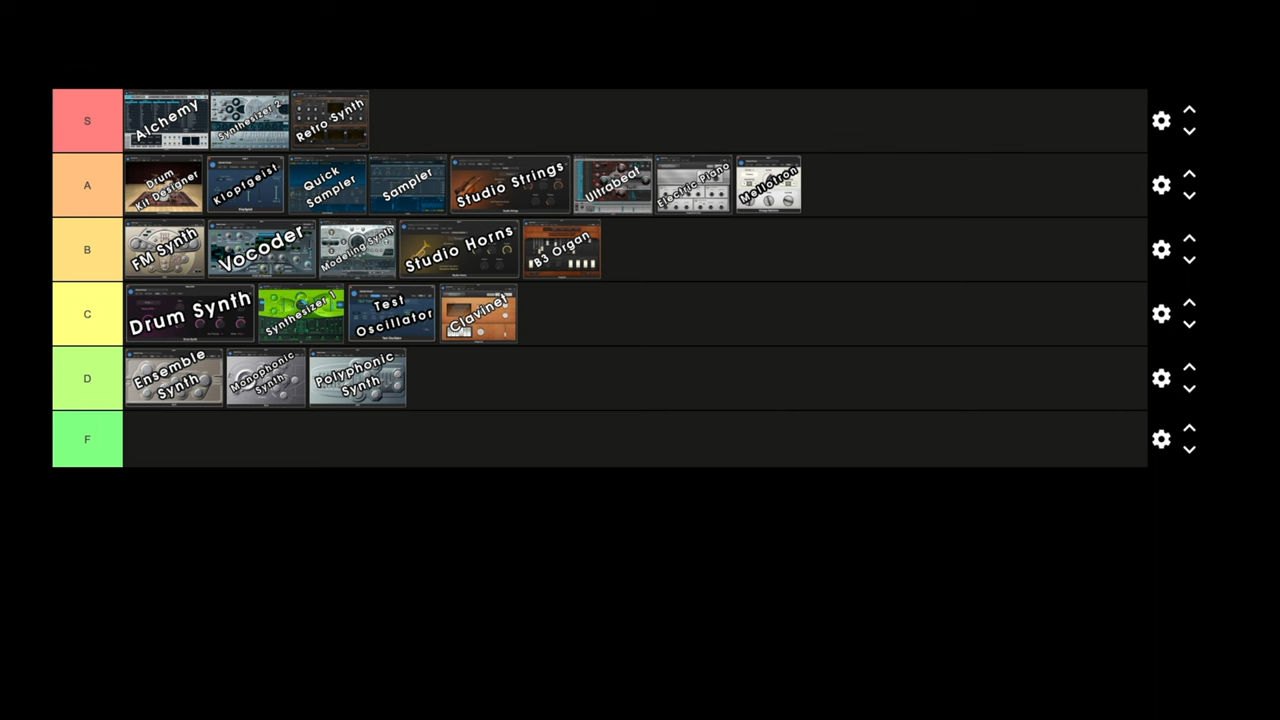 S
Alchemy
Synthesizer 2
Retro Synth
A
Drum
Kit Designer
Klopfgeist
Quick
Sampler
Sampler
Studio Strings
Ultrabeat
Electric Piano
Mellotron
B
FM Synth
Vocoder
Modeling Synth
Studio Horns
B3 Organ
C
Drum Synth
Synthesizer 1
Test
Oscillator
Clavinet
D
Ensemble
Synth
Monophonic
Synth
Polyphonic
Synth
F